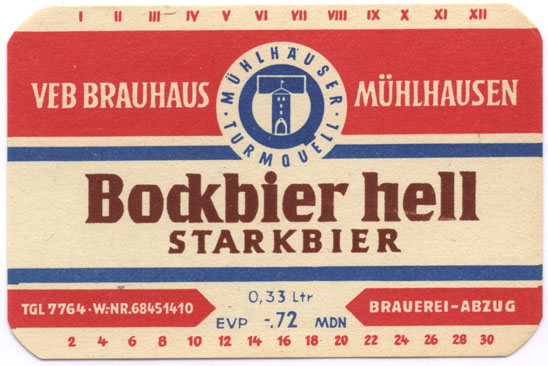 I II III IV V VI VII VIII IX X XI XII
VEB BRAUHAUS MÜHLHAUSEN
MÜHLHÄUSER · TURMQUELL ·
Bockbier hell
STARKBIER
TGL 7764 · W.-NR. 68451410
0,33 Ltr
EVP -.72 MDN
BRAUEREI-ABZUG
2 4 6 8 10 12 14 16 18 20 22 24 26 28 30